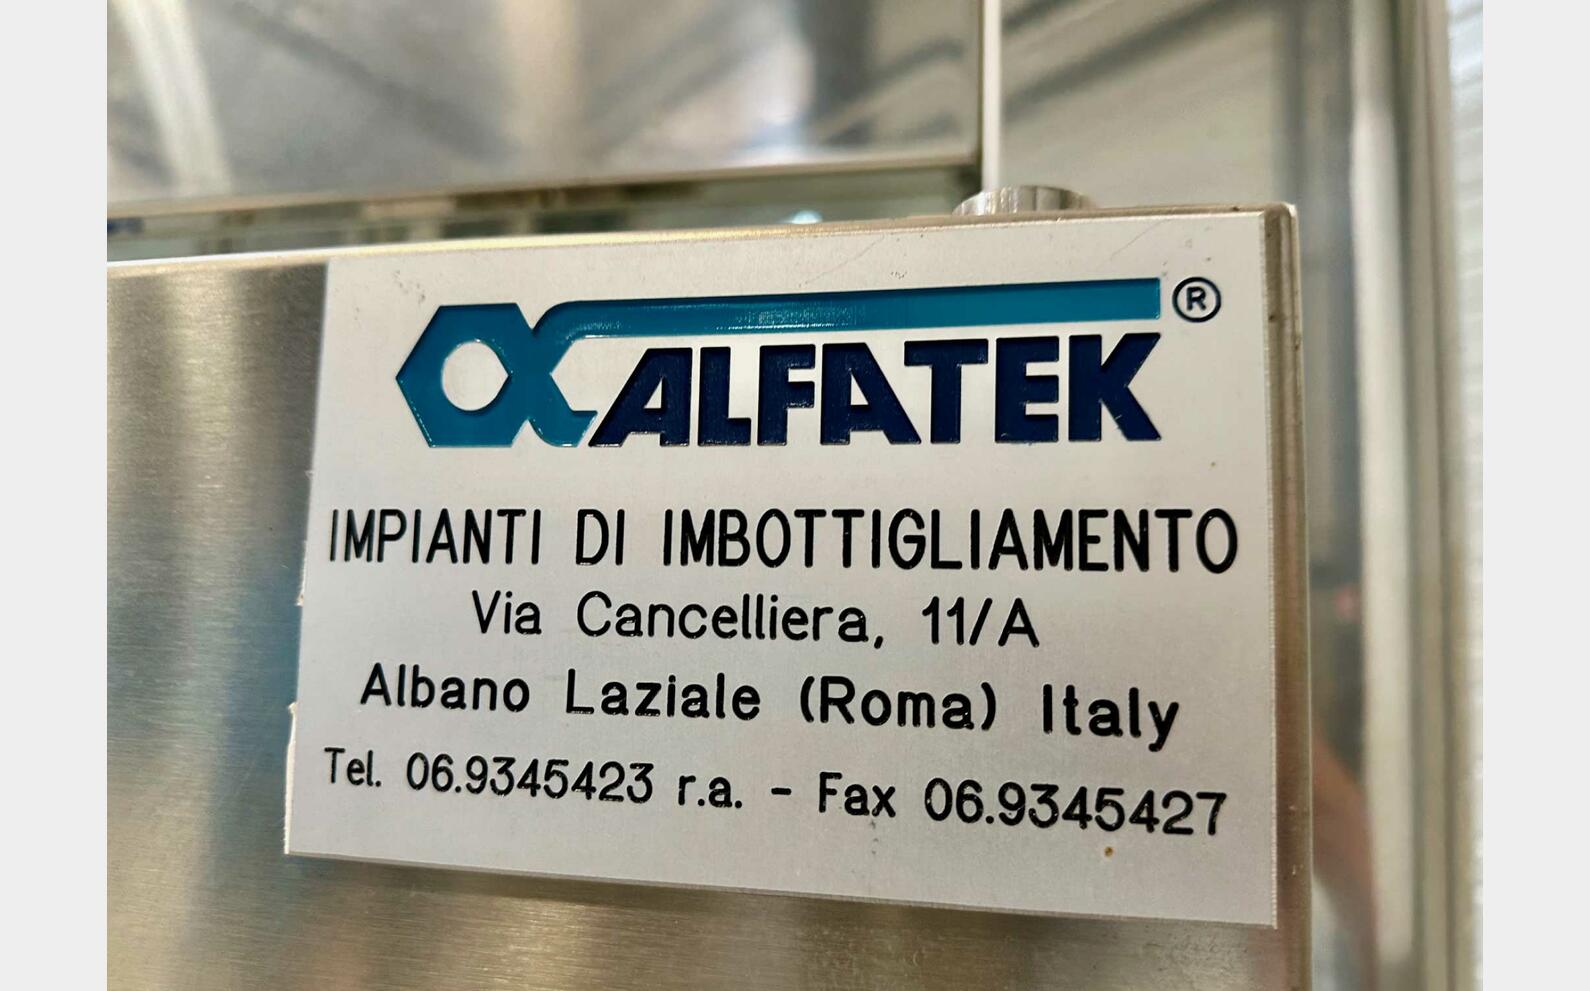 ALFATEK ®
IMPIANTI DI IMBOTTIGLIAMENTO
Via Cancelliera, 11/A
Albano Laziale (Roma) Italy
Tel. 06.9345423 r.a. - Fax 06.9345427